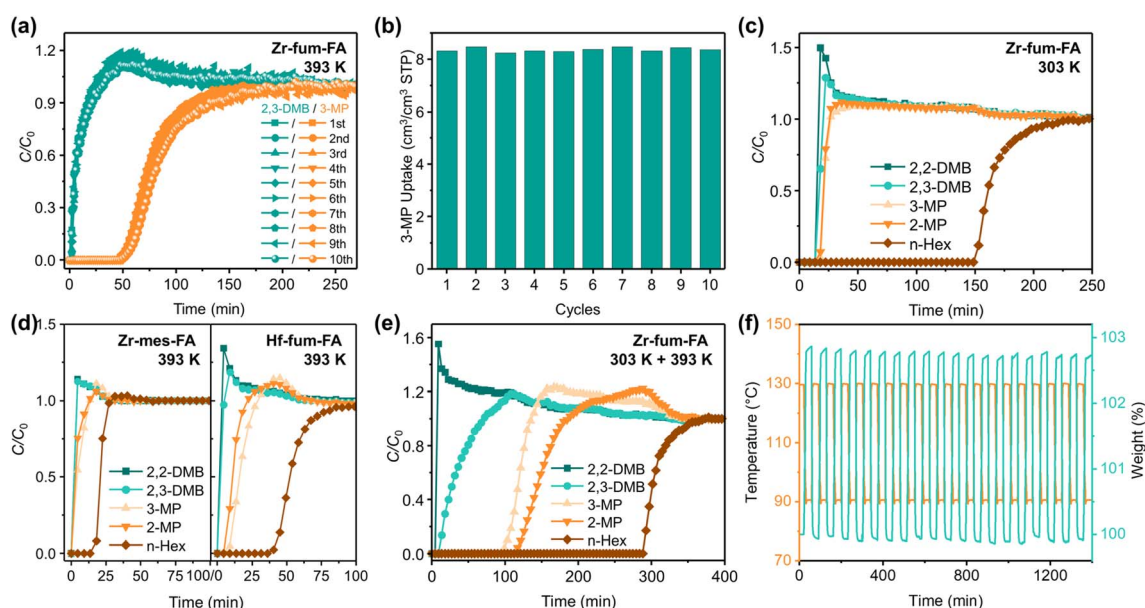 (a)
Zr-fum-FA
393 K
C/C₀
1.2
0.9
0.6
0.3
0.0
2,3-DMB / 3-MP
/ 1st
/ 2nd
/ 3rd
/ 4th
/ 5th
/ 6th
/ 7th
/ 8th
/ 9th
/ 10th
0 50 100 150 200 250
Time (min)
(b)
3-MP Uptake (cm³/cm³ STP)
8
6
4
2
0
1 2 3 4 5 6 7 8 9 10
Cycles
(c)
Zr-fum-FA
303 K
C/C₀
1.5
1.0
0.5
0.0
2,2-DMB
2,3-DMB
3-MP
2-MP
n-Hex
0 50 100 150 200 250
Time (min)
(d)
Zr-mes-FA
393 K
C/C₀
1.5
1.0
0.5
0.0
2,2-DMB
2,3-DMB
3-MP
2-MP
n-Hex
0 25 50 75 100
Time (min)
Hf-fum-FA
393 K
0 25 50 75 100
Time (min)
(e)
Zr-fum-FA
303 K + 393 K
C/C₀
1.6
1.2
0.8
0.4
0.0
2,2-DMB
2,3-DMB
3-MP
2-MP
n-Hex
0 100 200 300 400
Time (min)
(f)
Temperature (°C)
150
130
110
90
70
Weight (%)
103
102
101
100
0 400 800 1200
Time (min)